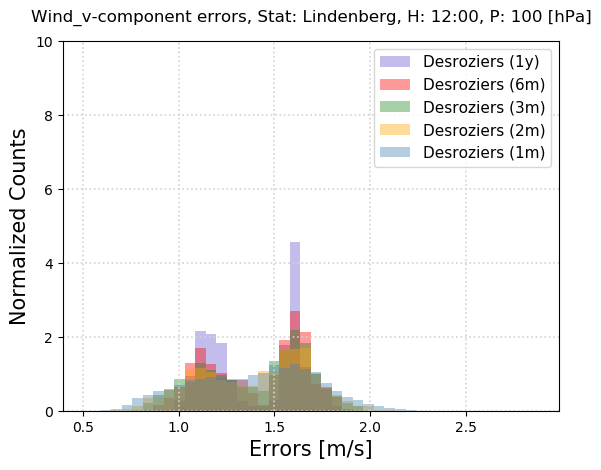 Wind_v-component errors, Stat: Lindenberg, H: 12:00, P: 100 [hPa]
10
8
6
4
2
0
Normalized Counts
Desroziers (1y)
Desroziers (6m)
Desroziers (3m)
Desroziers (2m)
Desroziers (1m)
0.5 1.0 1.5 2.0 2.5
Errors [m/s]